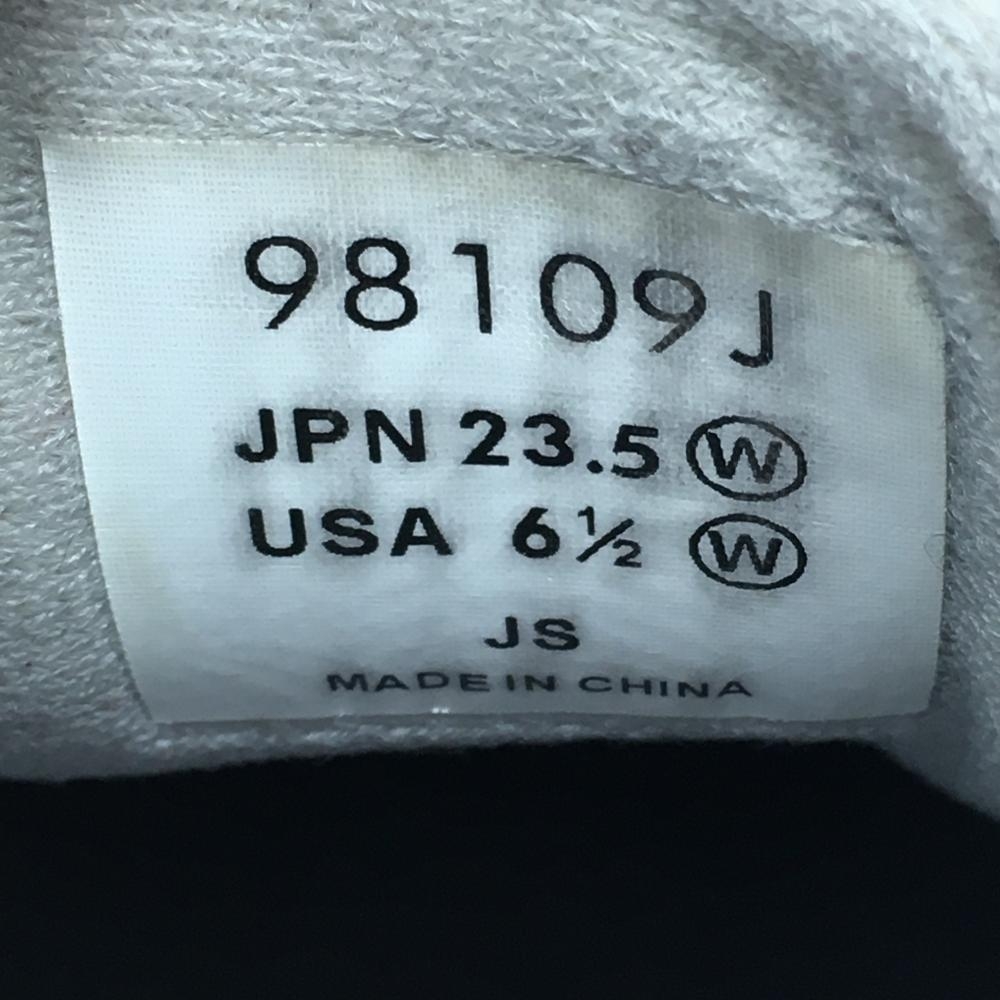 98109J
JPN 23.5 Ⓦ
USA 6½ Ⓦ
JS
MADE IN CHINA